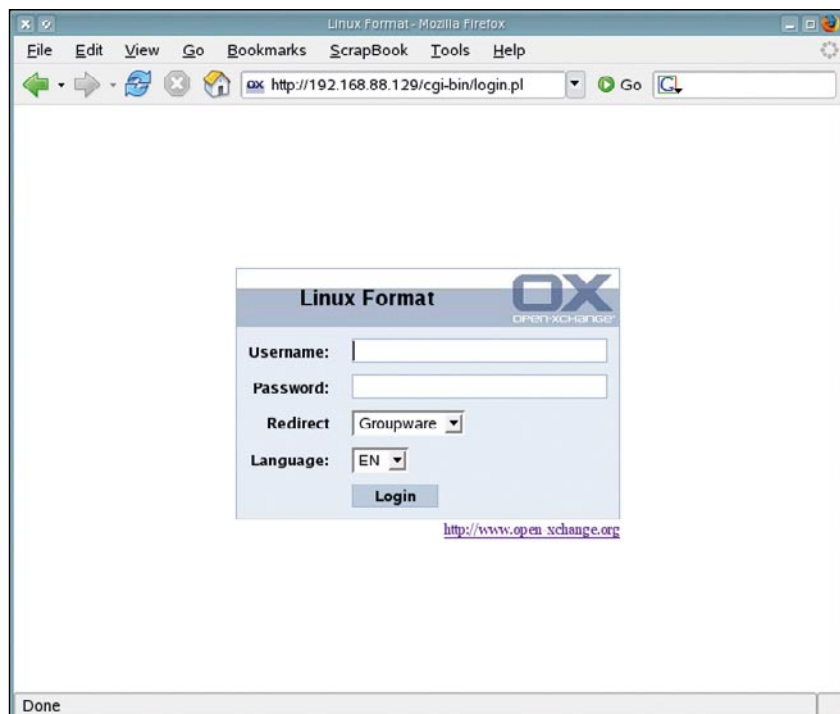 Linux Format - Mozilla Firefox
File Edit View Go Bookmarks ScrapBook Tools Help
OX http://192.168.88.129/cgi-bin/login.pl Go G
Linux Format OX
OPEN-XCHANGE
Username:
Password:
Redirect Groupware
Language: EN
Login
http://www.open-xchange.org
Done